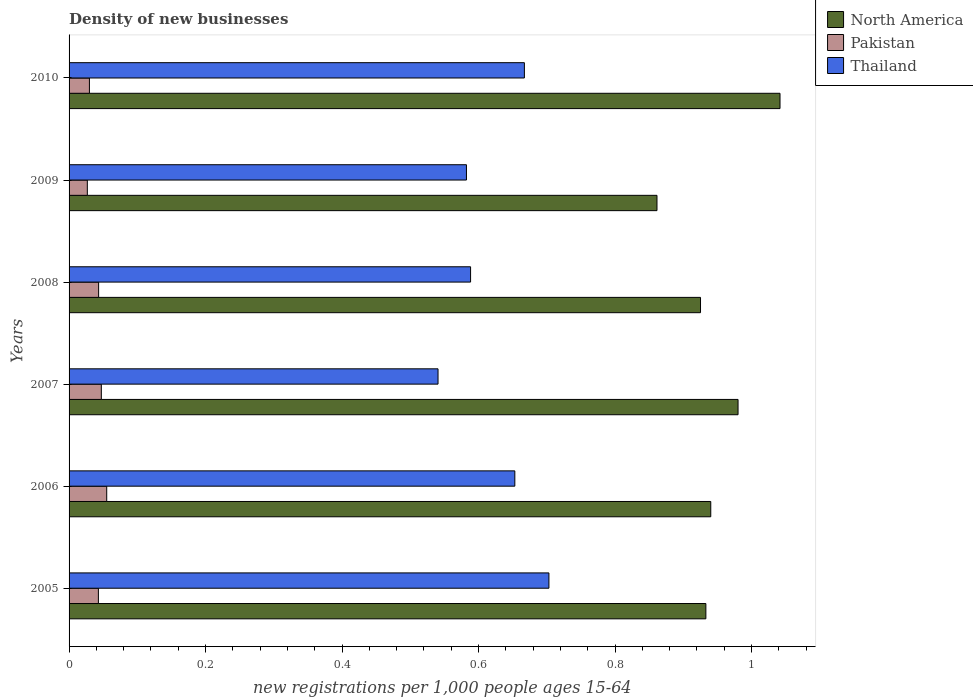 Density of new businesses
North America
Pakistan
Thailand
2010
2009
2008
2007
2006
2005
Years
0
0.2
0.4
0.6
0.8
1
new registrations per 1,000 people ages 15-64